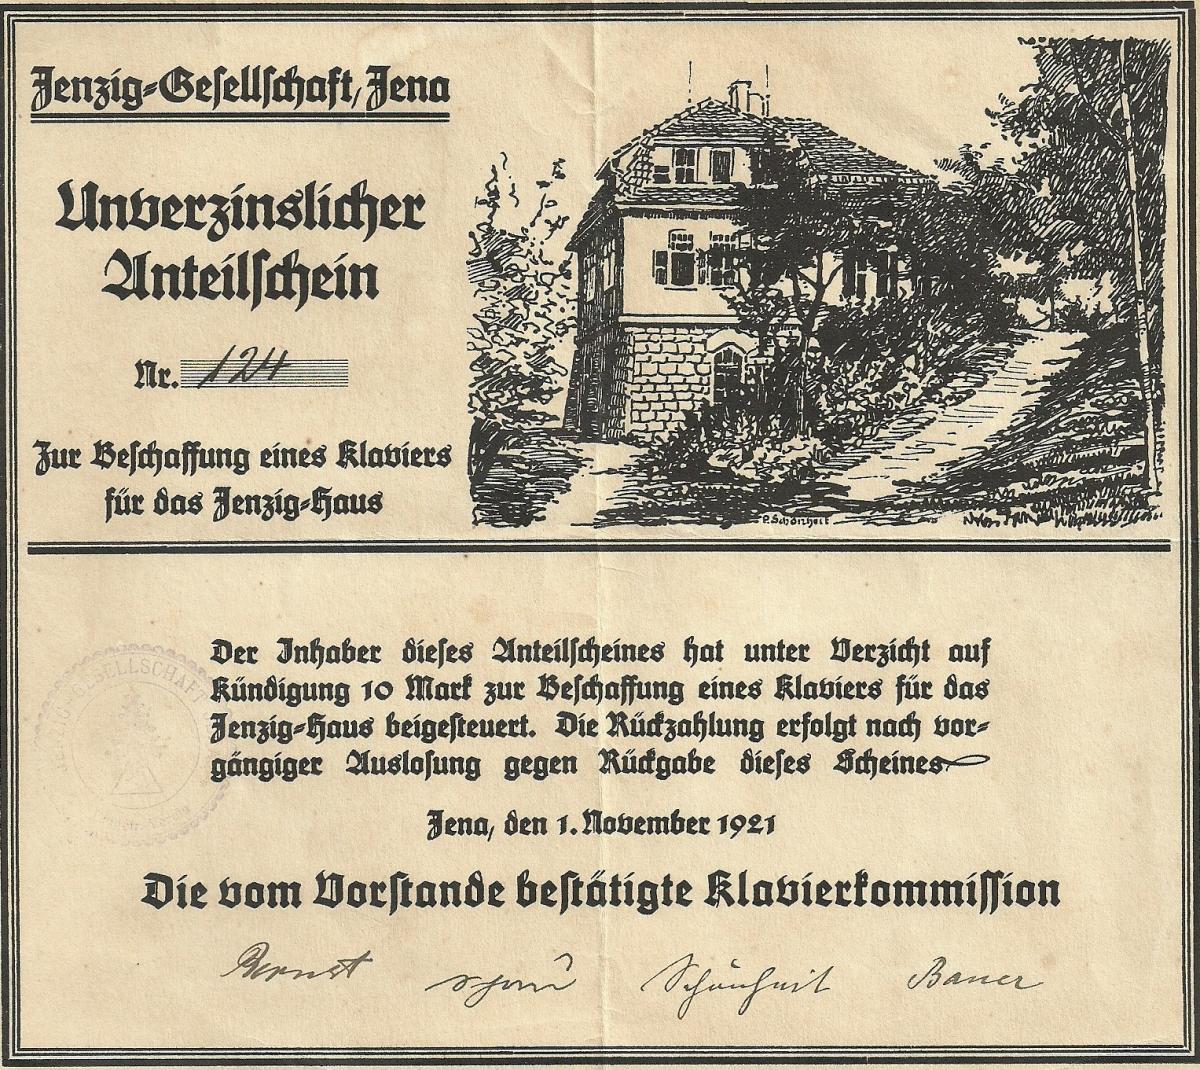 Jenzig=Gesellschaft, Jena
Unverzinslicher
Anteilschein
Nr. 124
Zur Beschaffung eines Klaviers
für das Jenzig=Haus
P. Schönheit
Der Inhaber dieses Anteilscheines hat unter Verzicht auf
Kündigung 10 Mark zur Beschaffung eines Klaviers für das
Jenzig=Haus beigesteuert. Die Rückzahlung erfolgt nach vor=
gängiger Auslosung gegen Rückgabe dieses Scheines
GESELLSCHAFT
Jena, den 1. November 1921
Die vom Vorstande bestätigte Klavierkommission
Schönheit Bauer